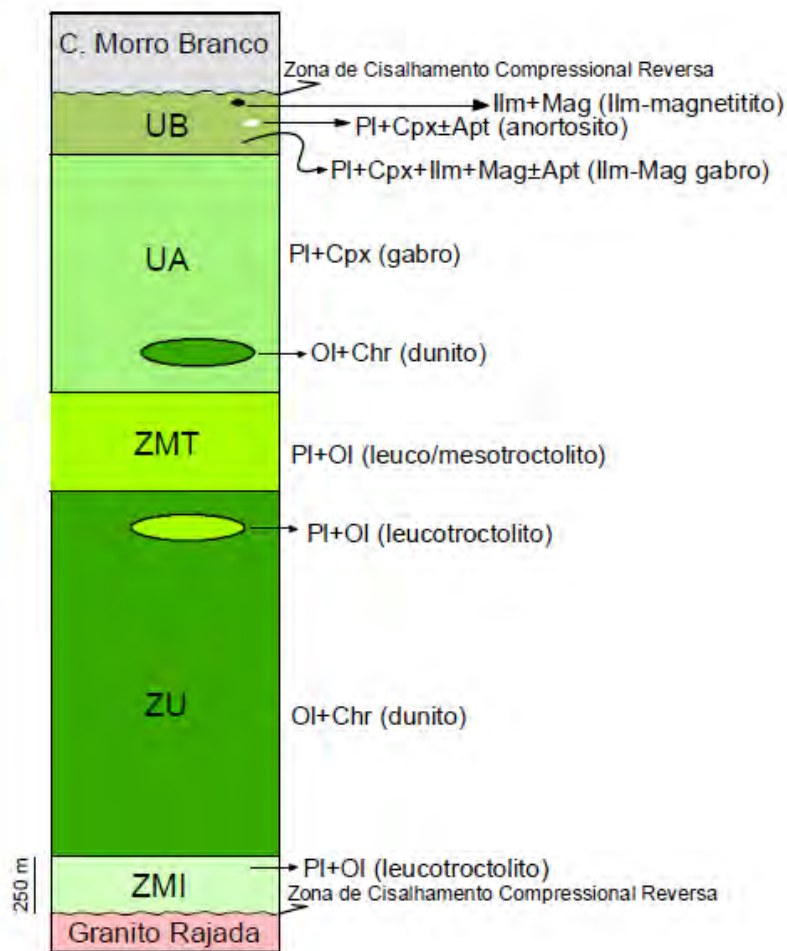 C. Morro Branco
Zona de Cisalhamento Compressional Reversa
Ilm+Mag (Ilm-magnetitito)
UB
Pl+Cpx±Apt (anortosito)
Pl+Cpx+Ilm+Mag±Apt (Ilm-Mag gabro)
UA
Pl+Cpx (gabro)
Ol+Chr (dunito)
ZMT
Pl+Ol (leuco/mesotroctolito)
Pl+Ol (leucotroctolito)
ZU
Ol+Chr (dunito)
250 m
Pl+Ol (leucotroctolito)
ZMI
Zona de Cisalhamento Compressional Reversa
Granito Rajada